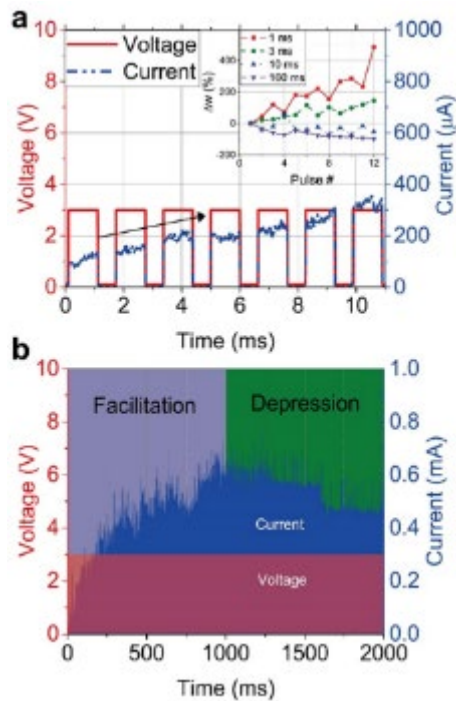 a
Voltage
Current
1 ms
3 ms
10 ms
100 ms
Δw (%)
400
200
0
-200
0 4 8 12
Pulse #
Voltage (V)
10
8
6
4
2
0
Current (μA)
1000
800
600
400
200
0
0 2 4 6 8 10
Time (ms)
b
Facilitation
Depression
Current
Voltage
Voltage (V)
10
8
6
4
2
0
Current (mA)
1.0
0.8
0.6
0.4
0.2
0.0
0 500 1000 1500 2000
Time (ms)